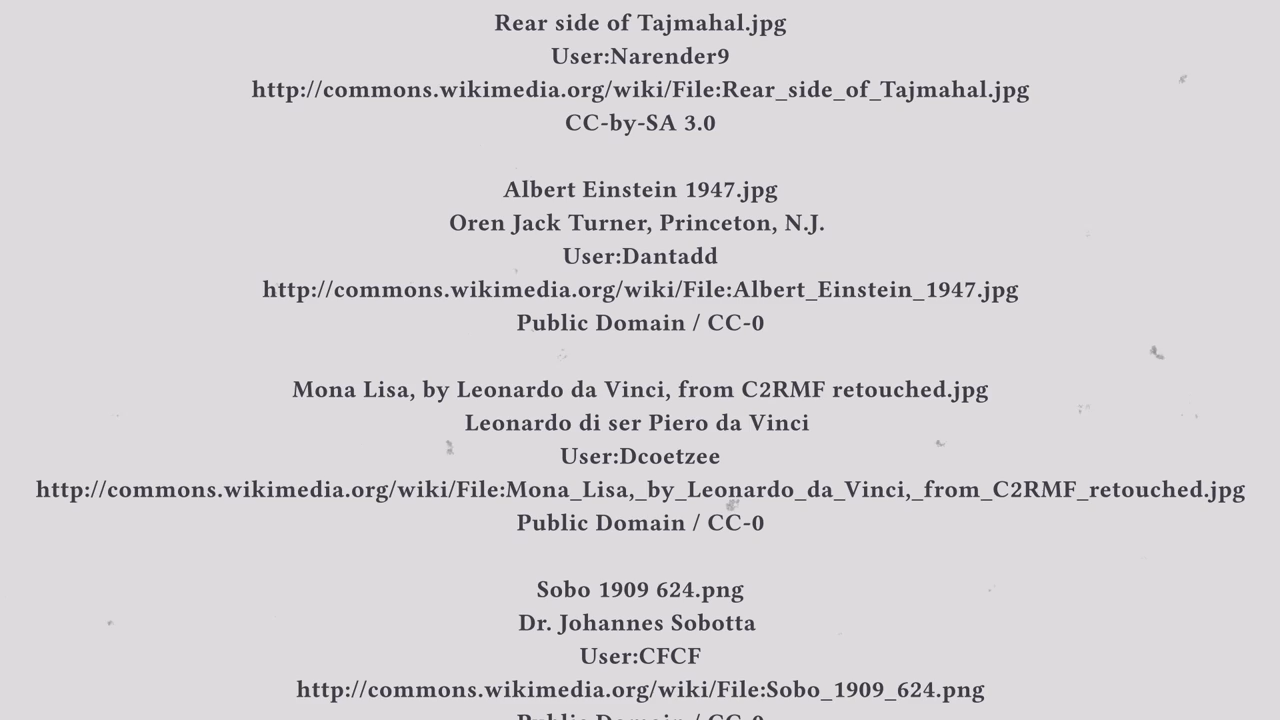 Rear side of Tajmahal.jpg
User:Narender9
http://commons.wikimedia.org/wiki/File:Rear_side_of_Tajmahal.jpg
CC-by-SA 3.0
Albert Einstein 1947.jpg
Oren Jack Turner, Princeton, N.J.
User:Dantadd
http://commons.wikimedia.org/wiki/File:Albert_Einstein_1947.jpg
Public Domain / CC-0
Mona Lisa, by Leonardo da Vinci, from C2RMF retouched.jpg
Leonardo di ser Piero da Vinci
User:Dcoetzee
http://commons.wikimedia.org/wiki/File:Mona_Lisa,_by_Leonardo_da_Vinci,_from_C2RMF_retouched.jpg
Public Domain / CC-0
Sobo 1909 624.png
Dr. Johannes Sobotta
User:CFCF
http://commons.wikimedia.org/wiki/File:Sobo_1909_624.png
Public Domain / CC-0